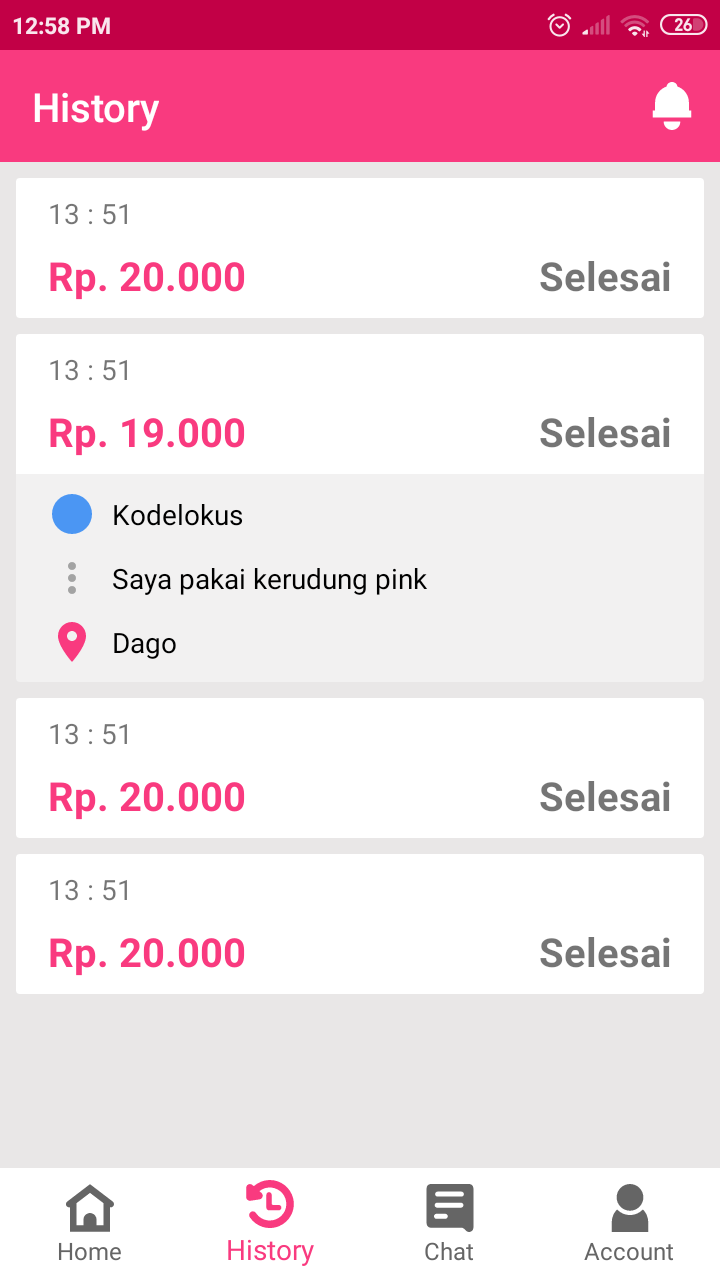 12:58 PM
26
History
13 : 51
Rp. 20.000
Selesai
13 : 51
Rp. 19.000
Selesai
Kodelokus
Saya pakai kerudung pink
Dago
13 : 51
Rp. 20.000
Selesai
13 : 51
Rp. 20.000
Selesai
Home
History
Chat
Account